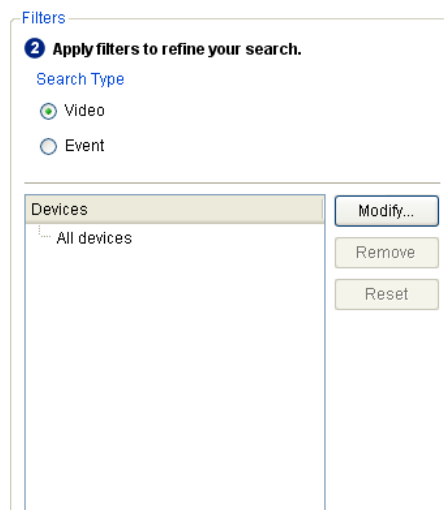 Filters
2 Apply filters to refine your search.
Search Type
Video
Event
Devices
Modify...
All devices
Remove
Reset